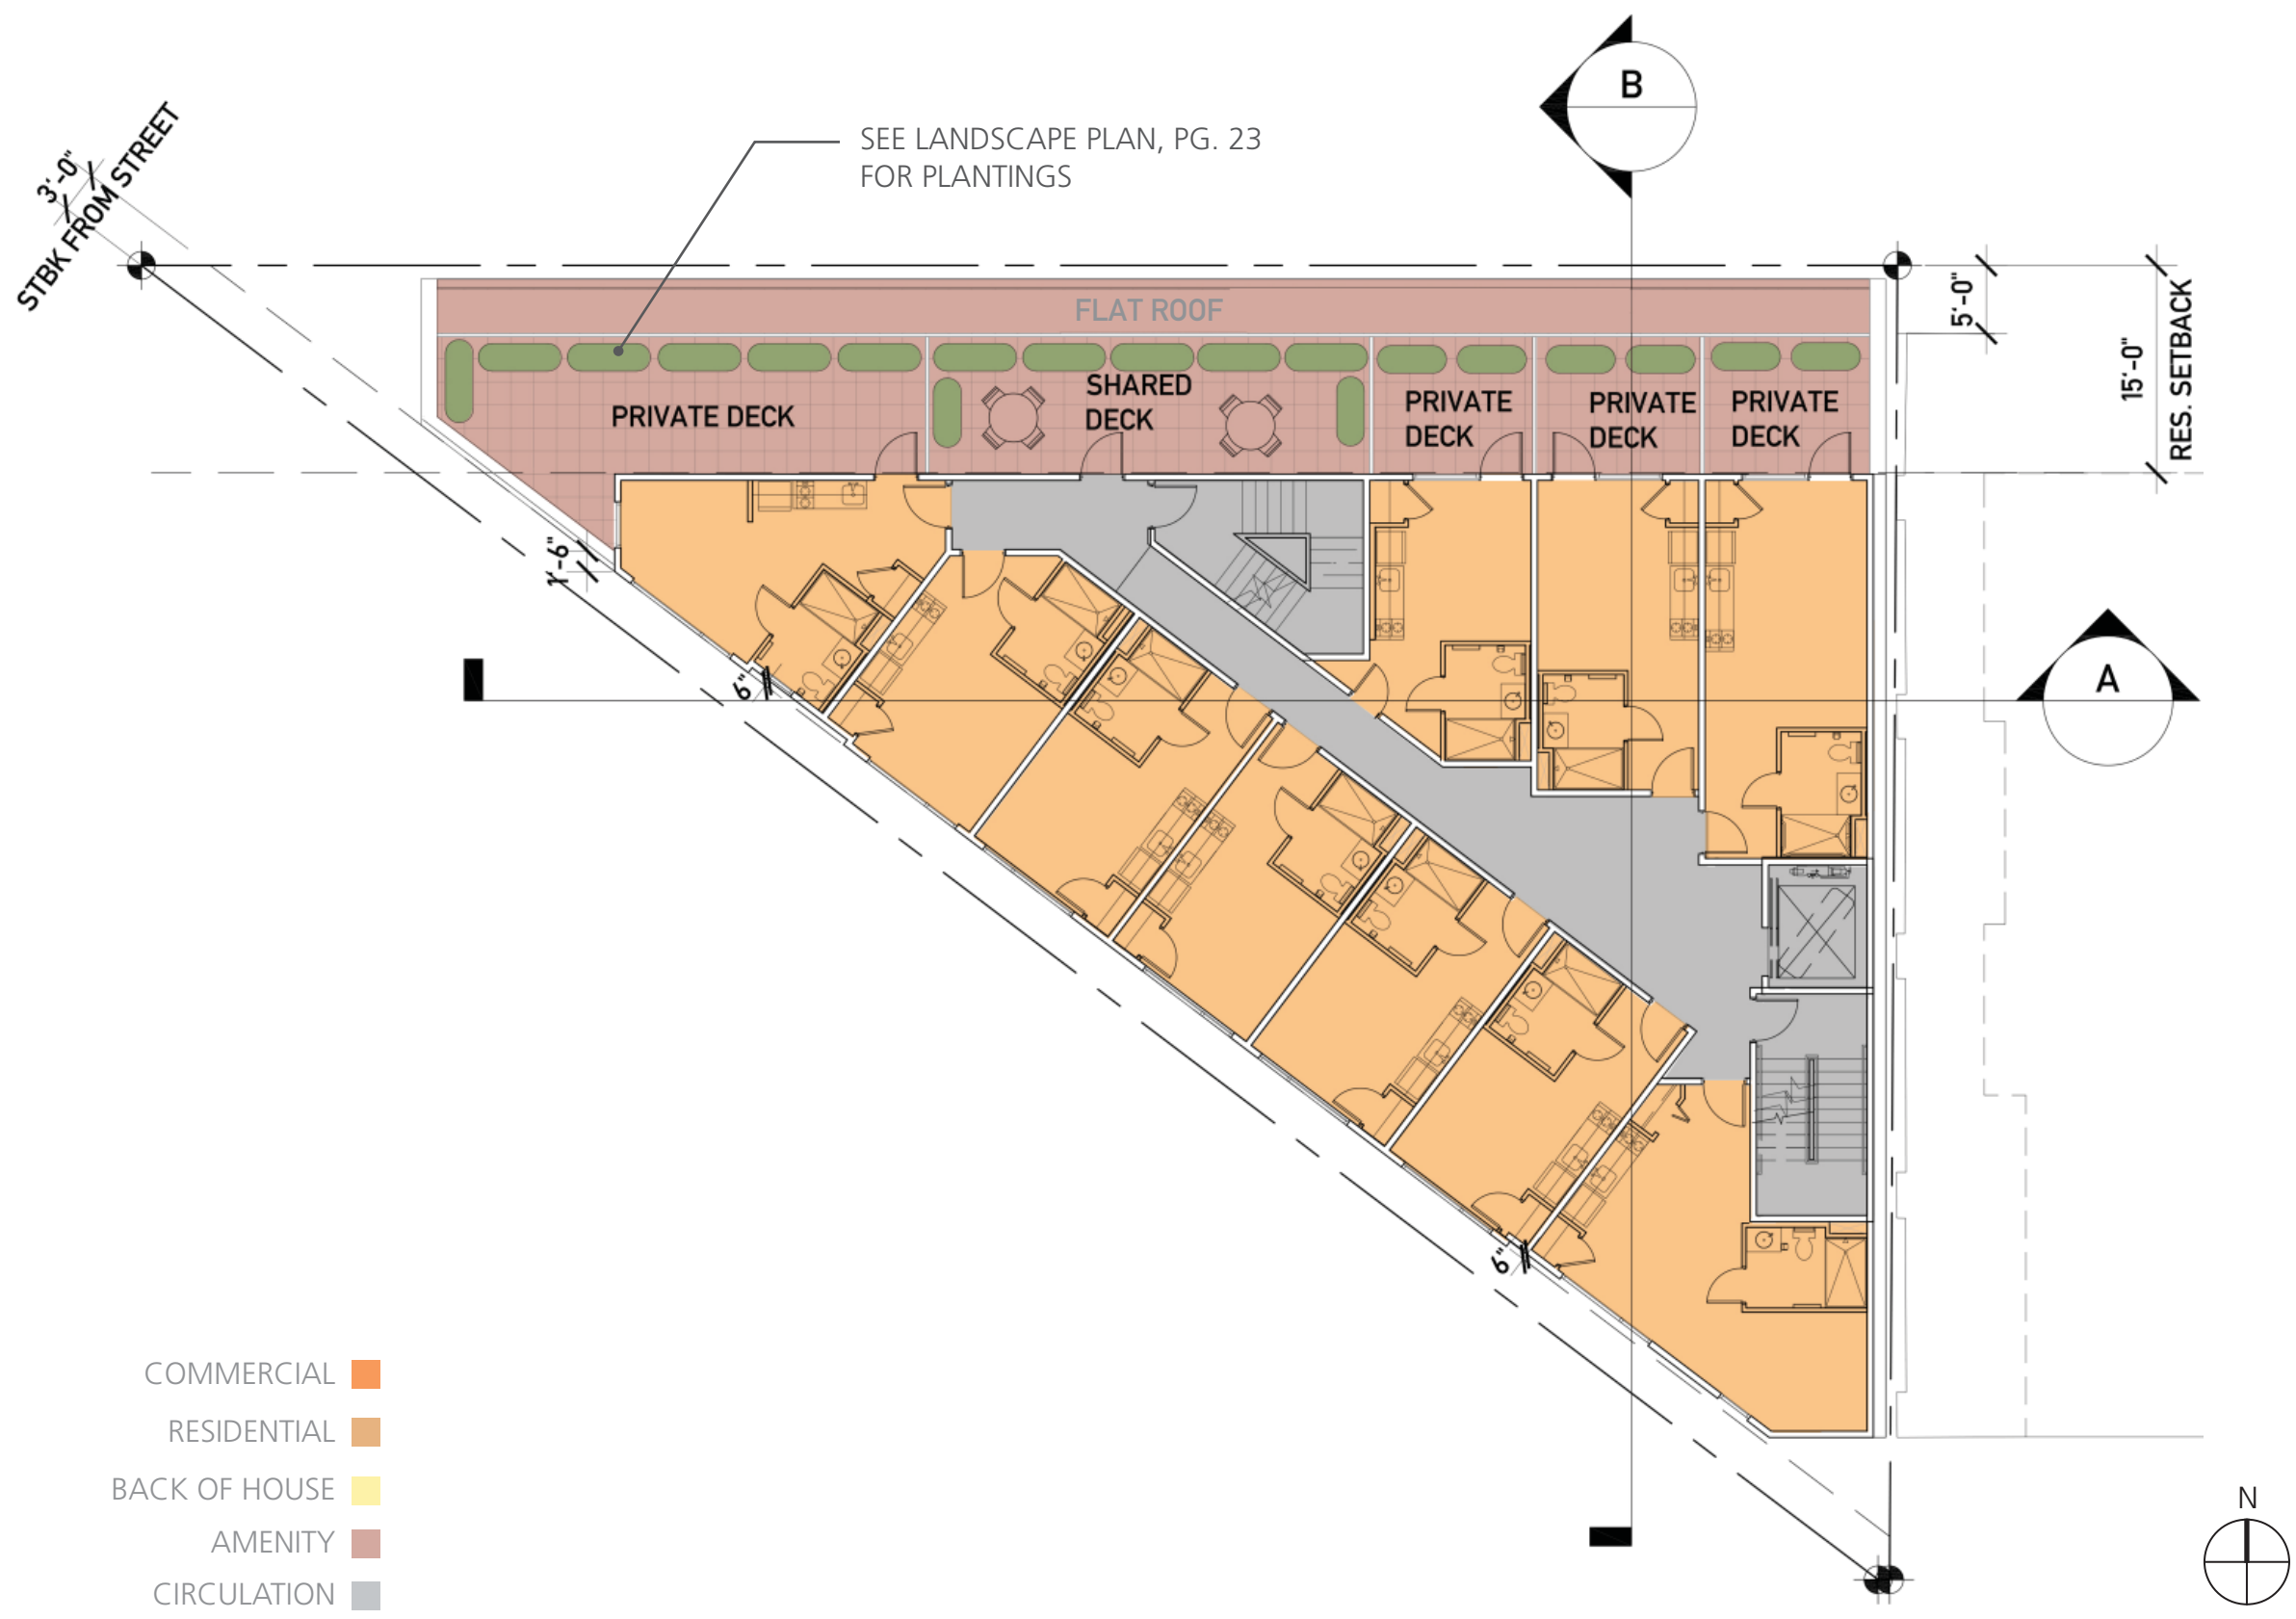 B
SEE LANDSCAPE PLAN, PG. 23
FOR PLANTINGS
3'-0"
STBK FROM STREET
FLAT ROOF
5'-0"
15'-0"
RES. SETBACK
PRIVATE DECK
SHARED
DECK
PRIVATE
DECK
PRIVATE
DECK
PRIVATE
DECK
1'-6"
6"
A
6"
COMMERCIAL
RESIDENTIAL
BACK OF HOUSE
AMENITY
CIRCULATION
N